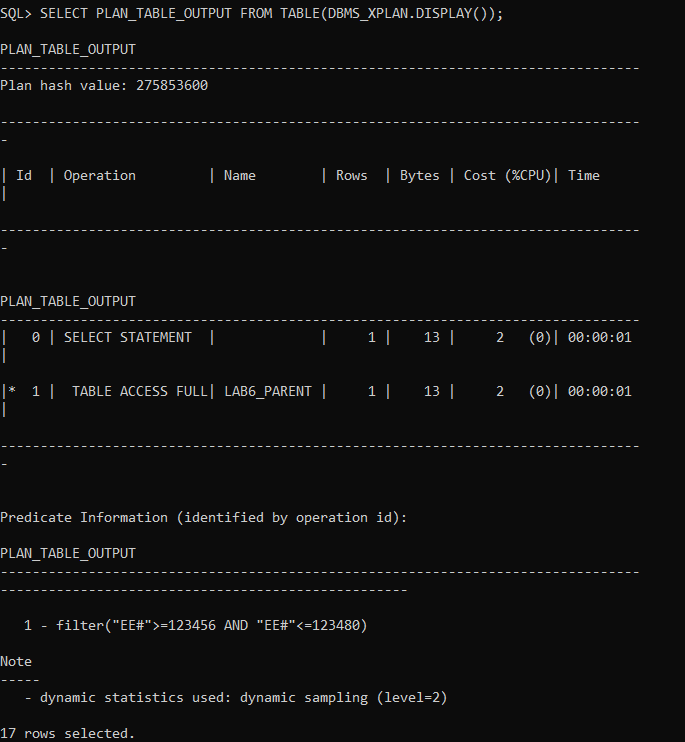 SQL> SELECT PLAN_TABLE_OUTPUT FROM TABLE(DBMS_XPLAN.DISPLAY());
PLAN_TABLE_OUTPUT
--------------------------------------------------------------------------------
Plan hash value: 275853600
--------------------------------------------------------------------------------
-
| Id  | Operation         | Name        | Rows  | Bytes | Cost (%CPU)| Time
|
--------------------------------------------------------------------------------
-
PLAN_TABLE_OUTPUT
--------------------------------------------------------------------------------
|   0 | SELECT STATEMENT  |             |     1 |    13 |     2   (0)| 00:00:01
|
|*  1 |  TABLE ACCESS FULL| LAB6_PARENT |     1 |    13 |     2   (0)| 00:00:01
|
--------------------------------------------------------------------------------
-
Predicate Information (identified by operation id):
PLAN_TABLE_OUTPUT
--------------------------------------------------------------------------------
---------------------------------------------------
   1 - filter("EE#">=123456 AND "EE#"<=123480)
Note
-----
   - dynamic statistics used: dynamic sampling (level=2)
17 rows selected.